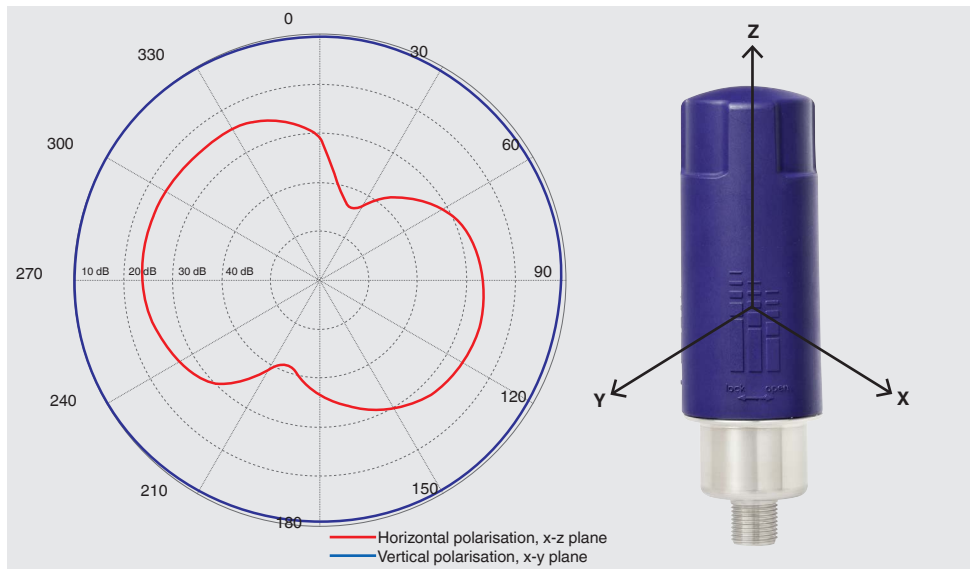 0
330
30
300
60
270
10 dB
20 dB
30 dB
40 dB
90
240
120
210
150
180
Horizontal polarisation, x-z plane
Vertical polarisation, x-y plane
Z
Y
X
lock open